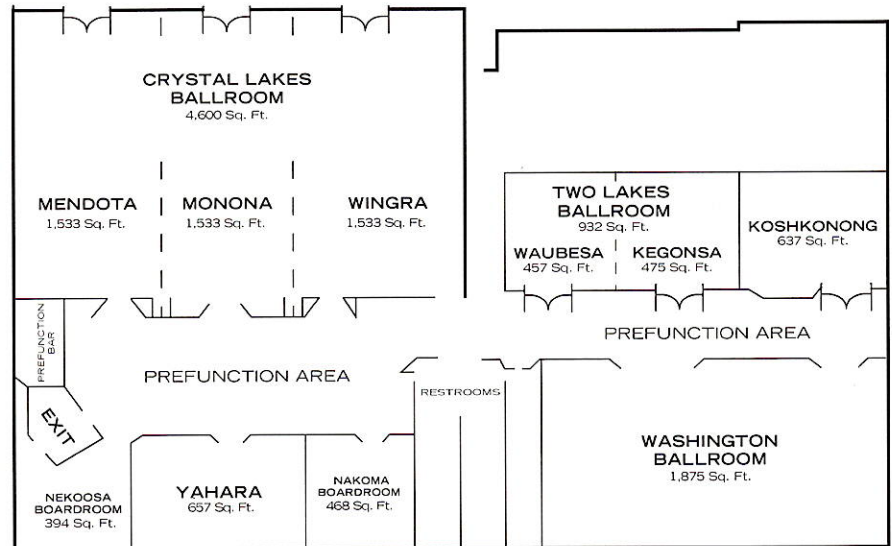 CRYSTAL LAKES
BALLROOM
4,600 Sq. Ft.
MENDOTA
1,533 Sq. Ft.
MONONA
1,533 Sq. Ft.
WINGRA
1,533 Sq. Ft.
TWO LAKES
BALLROOM
932 Sq. Ft.
WAUBESA
457 Sq. Ft.
KEGONSA
475 Sq. Ft.
KOSHKONONG
637 Sq. Ft.
PREFUNCTION
BAR
PREFUNCTION AREA
PREFUNCTION AREA
EXIT
RESTROOMS
NEKOOSA
BOARDROOM
394 Sq. Ft.
YAHARA
657 Sq. Ft.
NAKOMA
BOARDROOM
468 Sq. Ft.
WASHINGTON
BALLROOM
1,875 Sq. Ft.